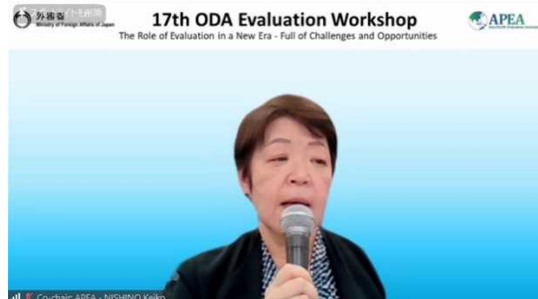 外務省
Ministry of Foreign Affairs of Japan
17th ODA Evaluation Workshop
The Role of Evaluation in a New Era - Full of Challenges and Opportunities
APEA
Co-chair: APEA - NISHINO Keiko